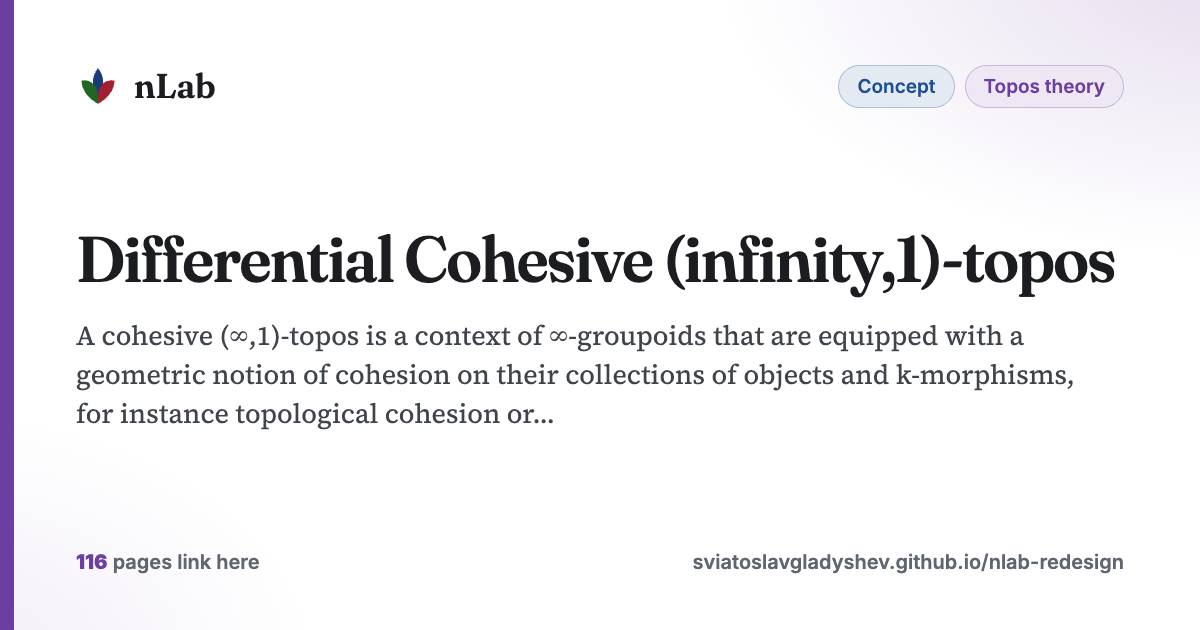 nLab
Concept
Topos theory
Differential Cohesive (infinity,1)-topos
A cohesive (∞,1)-topos is a context of ∞-groupoids that are equipped with a
geometric notion of cohesion on their collections of objects and k-morphisms,
for instance topological cohesion or...
116 pages link here
sviatoslavgladyshev.github.io/nlab-redesign